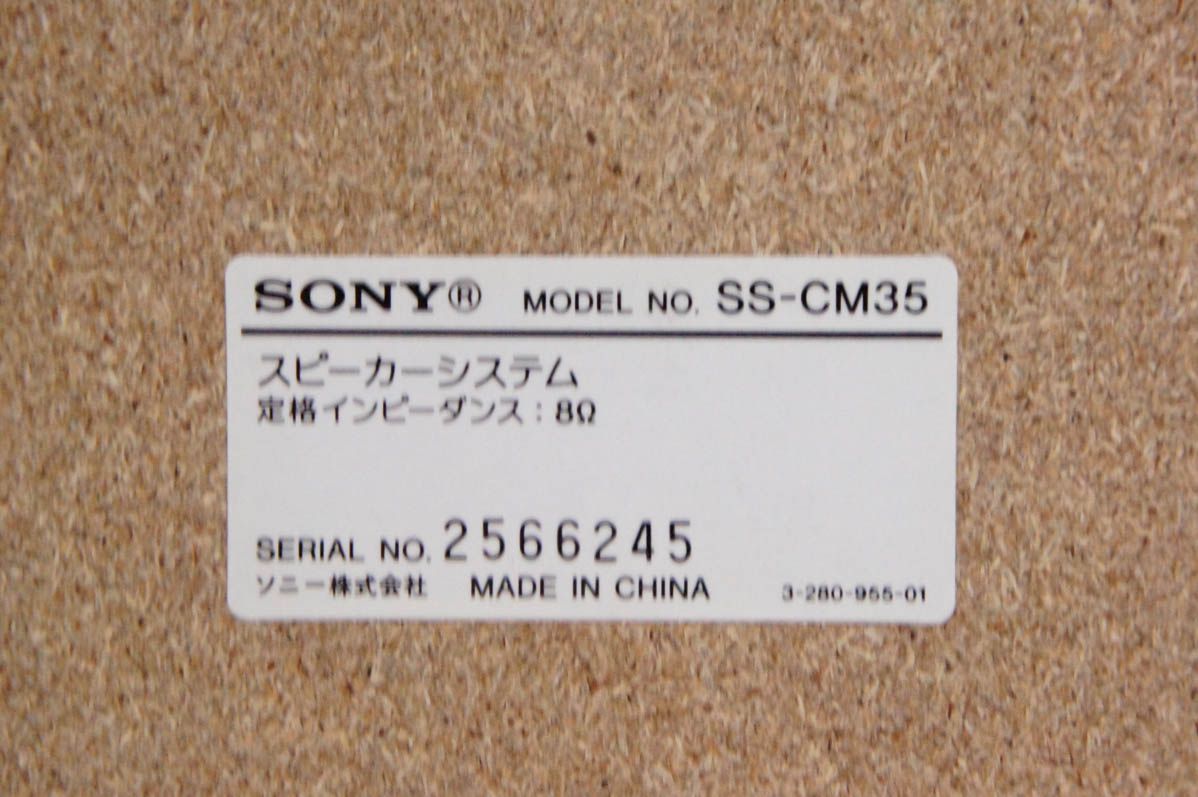 SONY® MODEL NO. SS-CM35
スピーカーシステム
定格インピーダンス：8Ω
SERIAL NO. 2566245
ソニー株式会社 MADE IN CHINA 3-280-955-01